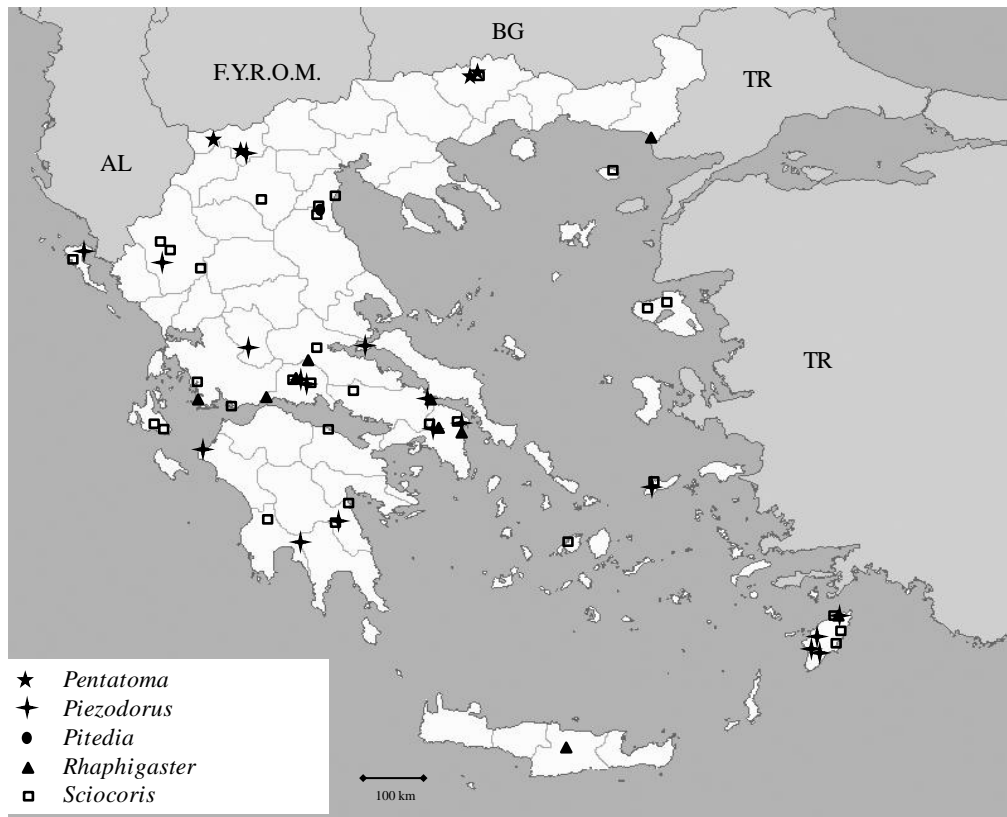 BG
F.Y.R.O.M.
TR
AL
TR
Pentatoma
Piezodorus
Pitedia
Rhaphigaster
Sciocoris
100 km